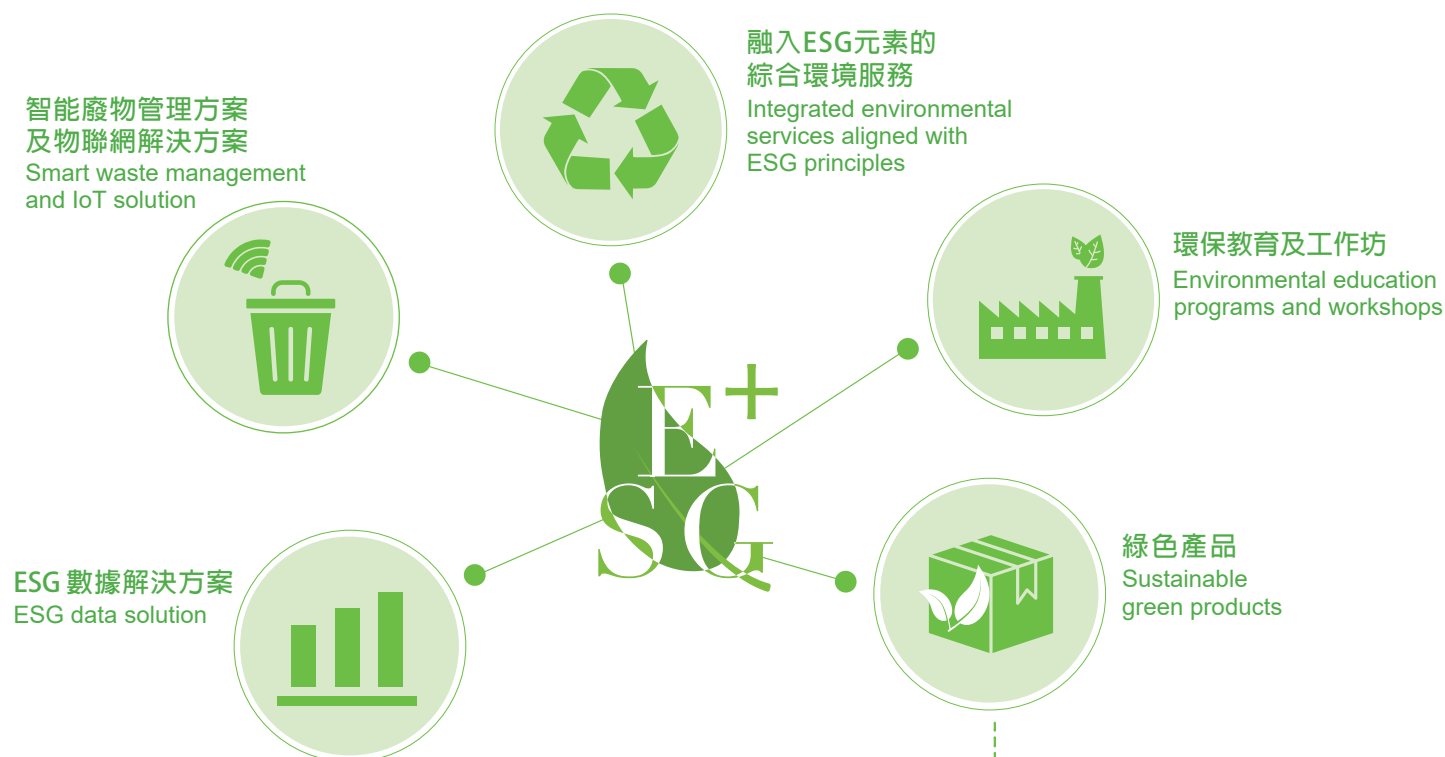 融入ESG元素的
綜合環境服務
Integrated environmental
services aligned with
ESG principles
智能廢物管理方案
及物聯網解決方案
Smart waste management
and IoT solution
環保教育及工作坊
Environmental education
programs and workshops
E+
SG
ESG 數據解決方案
ESG data solution
綠色產品
Sustainable
green products